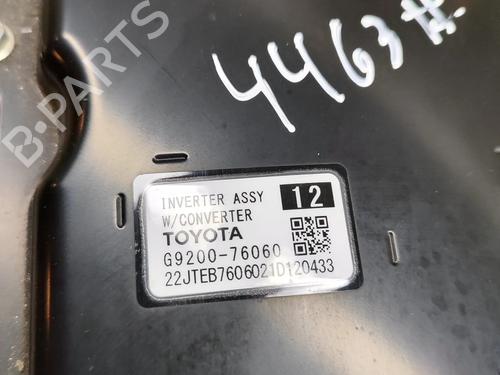 B-PARTS
4463#
INVERTER ASSY 12
W/CONVERTER
TOYOTA
G9200-76060
22JTEB7606021D120433